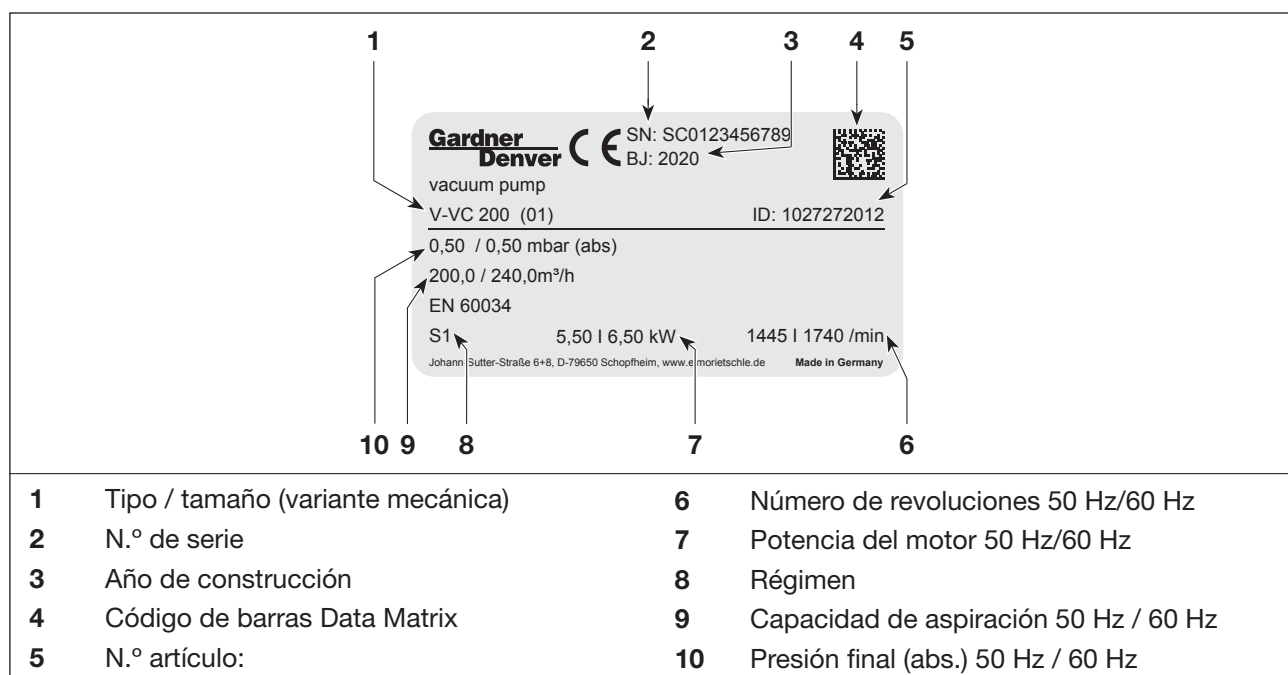 1 2 3 4 5
Gardner
Denver
CE
SN: SC0123456789
BJ: 2020
vacuum pump
V-VC 200 (01) ID: 1027272012
0,50 / 0,50 mbar (abs)
200,0 / 240,0m³/h
EN 60034
S1 5,50 I 6,50 kW 1445 I 1740 /min
Johann-Sutter-Straße 6+8, D-79650 Schopfheim, www.elmorietschle.de Made in Germany
10 9 8 7 6
1 Tipo / tamaño (variante mecánica)
2 N.º de serie
3 Año de construcción
4 Código de barras Data Matrix
5 N.º artículo:
6 Número de revoluciones 50 Hz/60 Hz
7 Potencia del motor 50 Hz/60 Hz
8 Régimen
9 Capacidad de aspiración 50 Hz / 60 Hz
10 Presión final (abs.) 50 Hz / 60 Hz